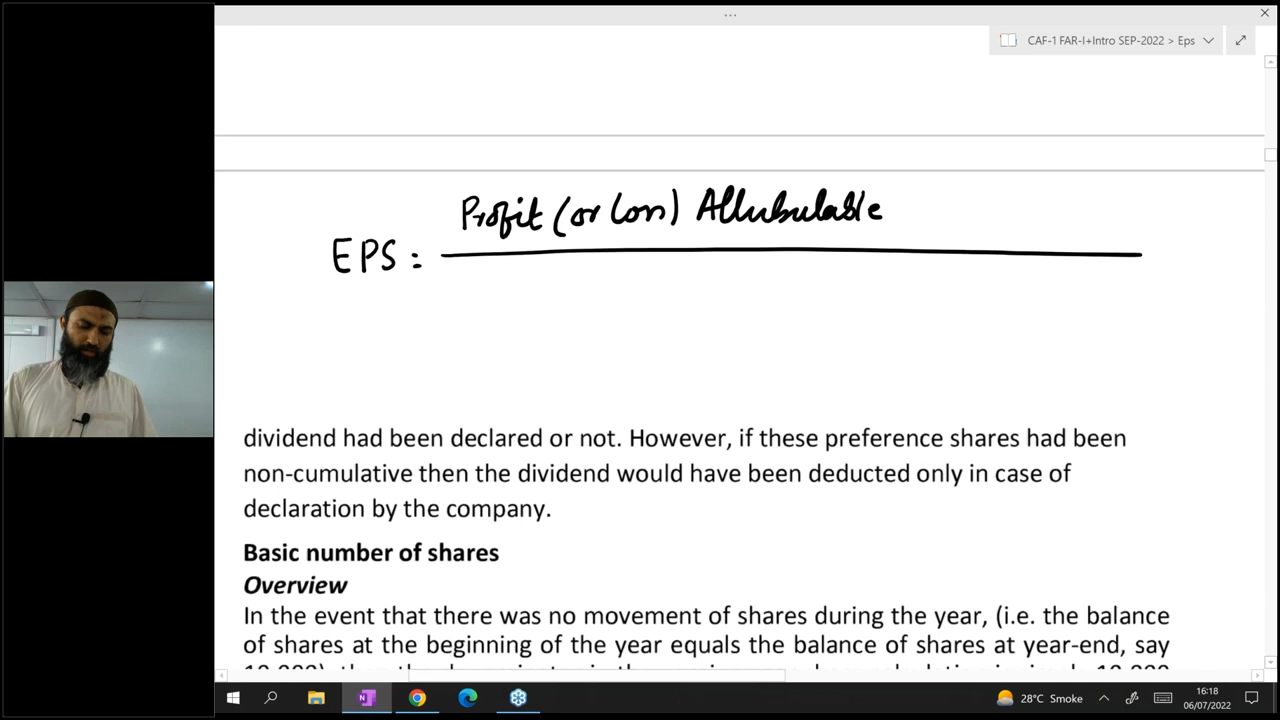 CAF-1 FAR-I+Intro SEP-2022 > Eps
Profit (or Loss) Attributable
EPS =
dividend had been declared or not. However, if these preference shares had been
non-cumulative then the dividend would have been deducted only in case of
declaration by the company.
Basic number of shares
Overview
In the event that there was no movement of shares during the year, (i.e. the balance
of shares at the beginning of the year equals the balance of shares at year-end, say
28°C Smoke
16:18
06/07/2022